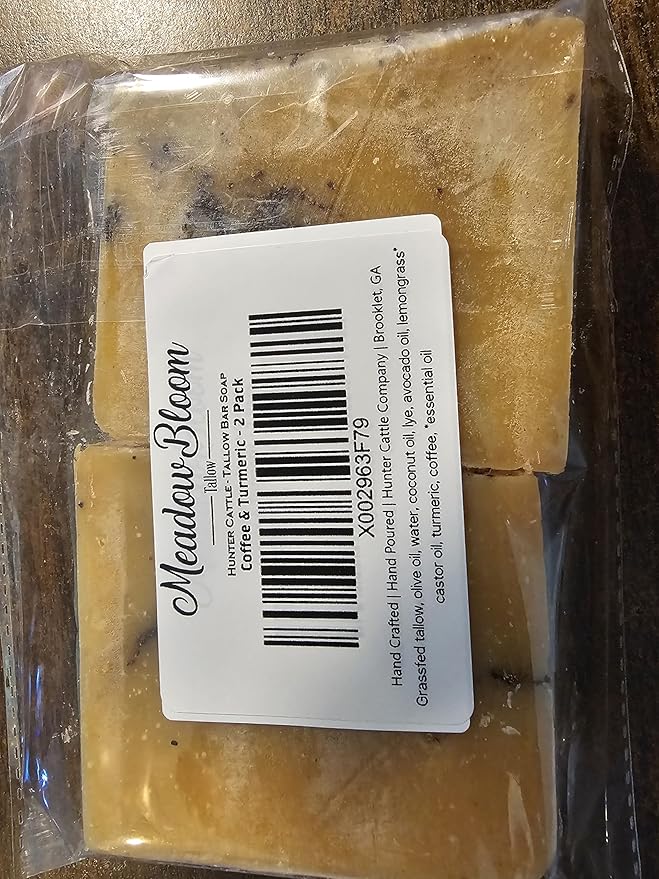 Meadow Bloom
Tallow
HUNTER CATTLE - TALLOW BAR SOAP
Coffee & Turmeric - 2 Pack
X002963F79
Hand Crafted | Hand Poured | Hunter Cattle Company | Brooklet, GA
Grassfed tallow, olive oil, water, coconut oil, lye, avocado oil, lemongrass*
castor oil, turmeric, coffee, *essential oil